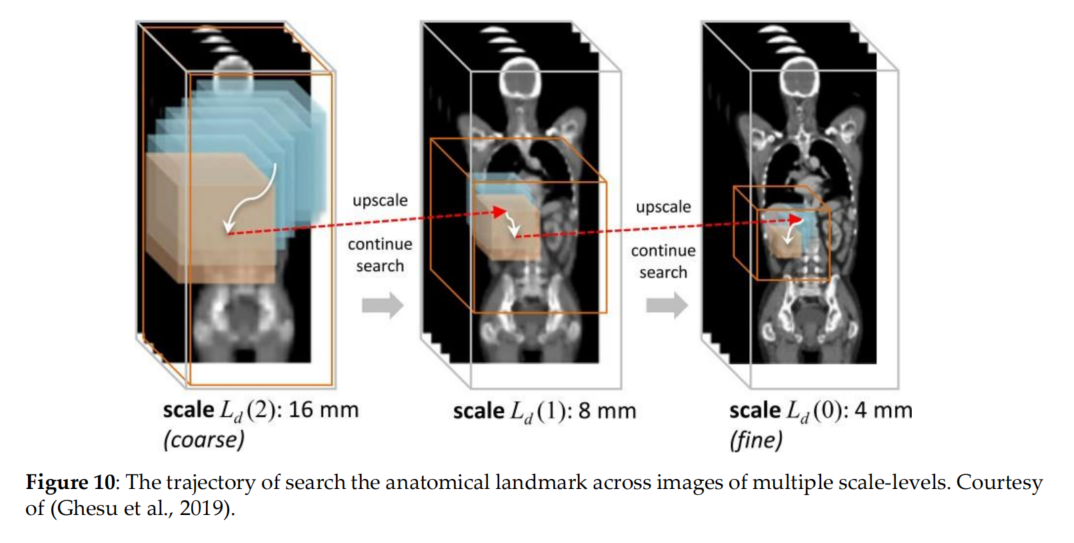 upscale
continue
search
upscale
continue
search
scale L_d(2): 16 mm
(coarse)
scale L_d(1): 8 mm
scale L_d(0): 4 mm
(fine)
Figure 10: The trajectory of search the anatomical landmark across images of multiple scale-levels. Courtesy
of (Ghesu et al., 2019).